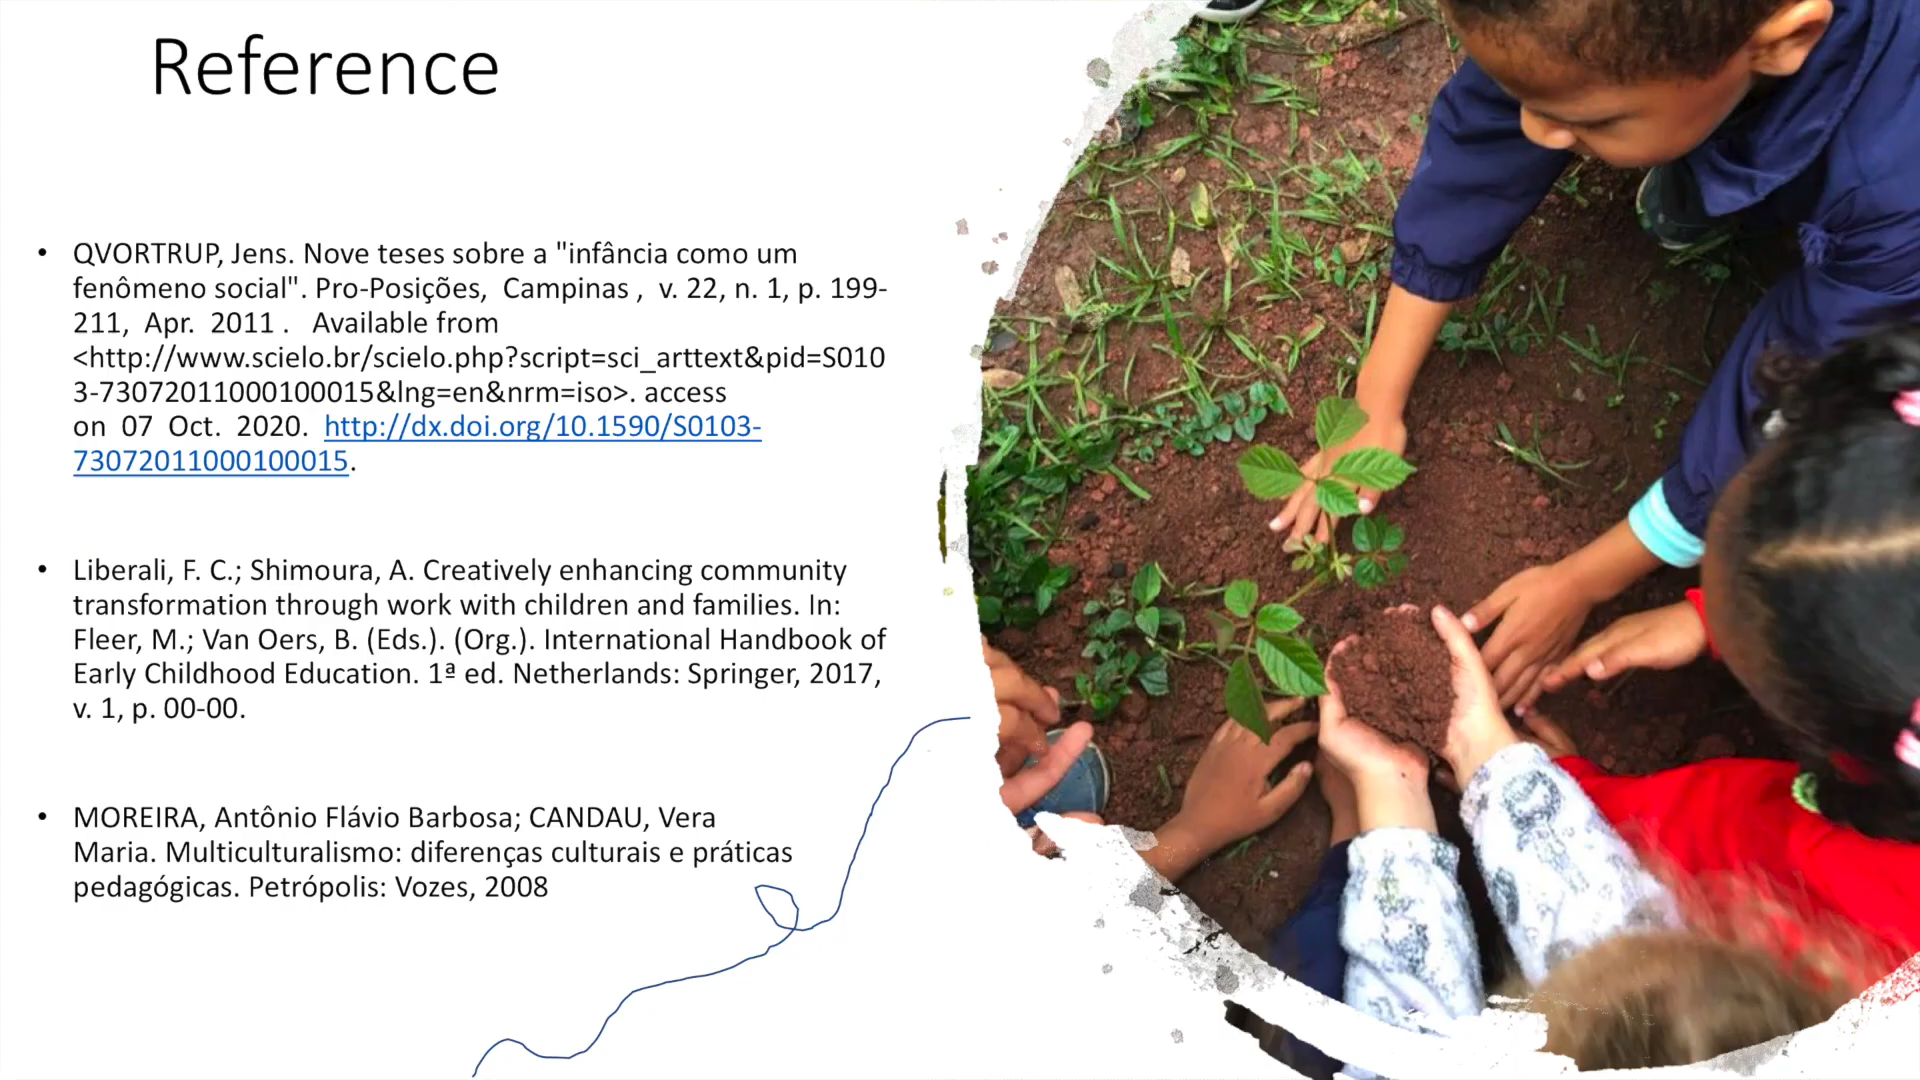 Reference
• QVORTRUP, Jens. Nove teses sobre a "infância como um
fenômeno social". Pro-Posições,  Campinas ,  v. 22, n. 1, p. 199-
211,  Apr.  2011 .   Available from
<http://www.scielo.br/scielo.php?script=sci_arttext&pid=S010
3-73072011000100015&lng=en&nrm=iso>. access
on  07  Oct.  2020.  http://dx.doi.org/10.1590/S0103-
73072011000100015.
• Liberali, F. C.; Shimoura, A. Creatively enhancing community
transformation through work with children and families. In:
Fleer, M.; Van Oers, B. (Eds.). (Org.). International Handbook of
Early Childhood Education. 1ª ed. Netherlands: Springer, 2017,
v. 1, p. 00-00.
• MOREIRA, Antônio Flávio Barbosa; CANDAU, Vera
Maria. Multiculturalismo: diferenças culturais e práticas
pedagógicas. Petrópolis: Vozes, 2008